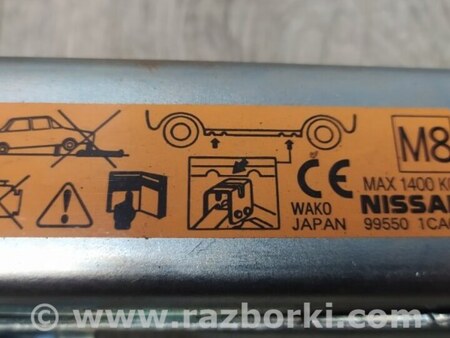 M8
CE
MAX 1400 K
WAKO NISSA
JAPAN 99550 1CA
www.razborki.com